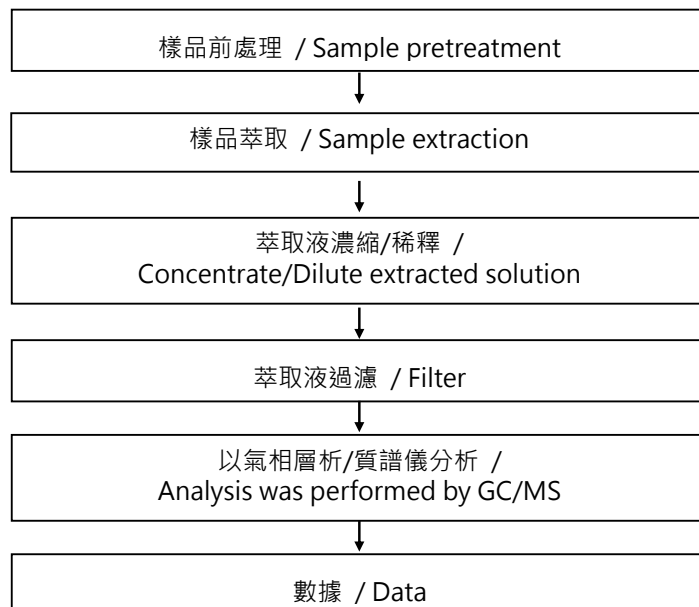 樣品前處理 / Sample pretreatment
樣品萃取 / Sample extraction
萃取液濃縮/稀釋 /
Concentrate/Dilute extracted solution
萃取液過濾 / Filter
以氣相層析/質譜儀分析 /
Analysis was performed by GC/MS
數據 / Data